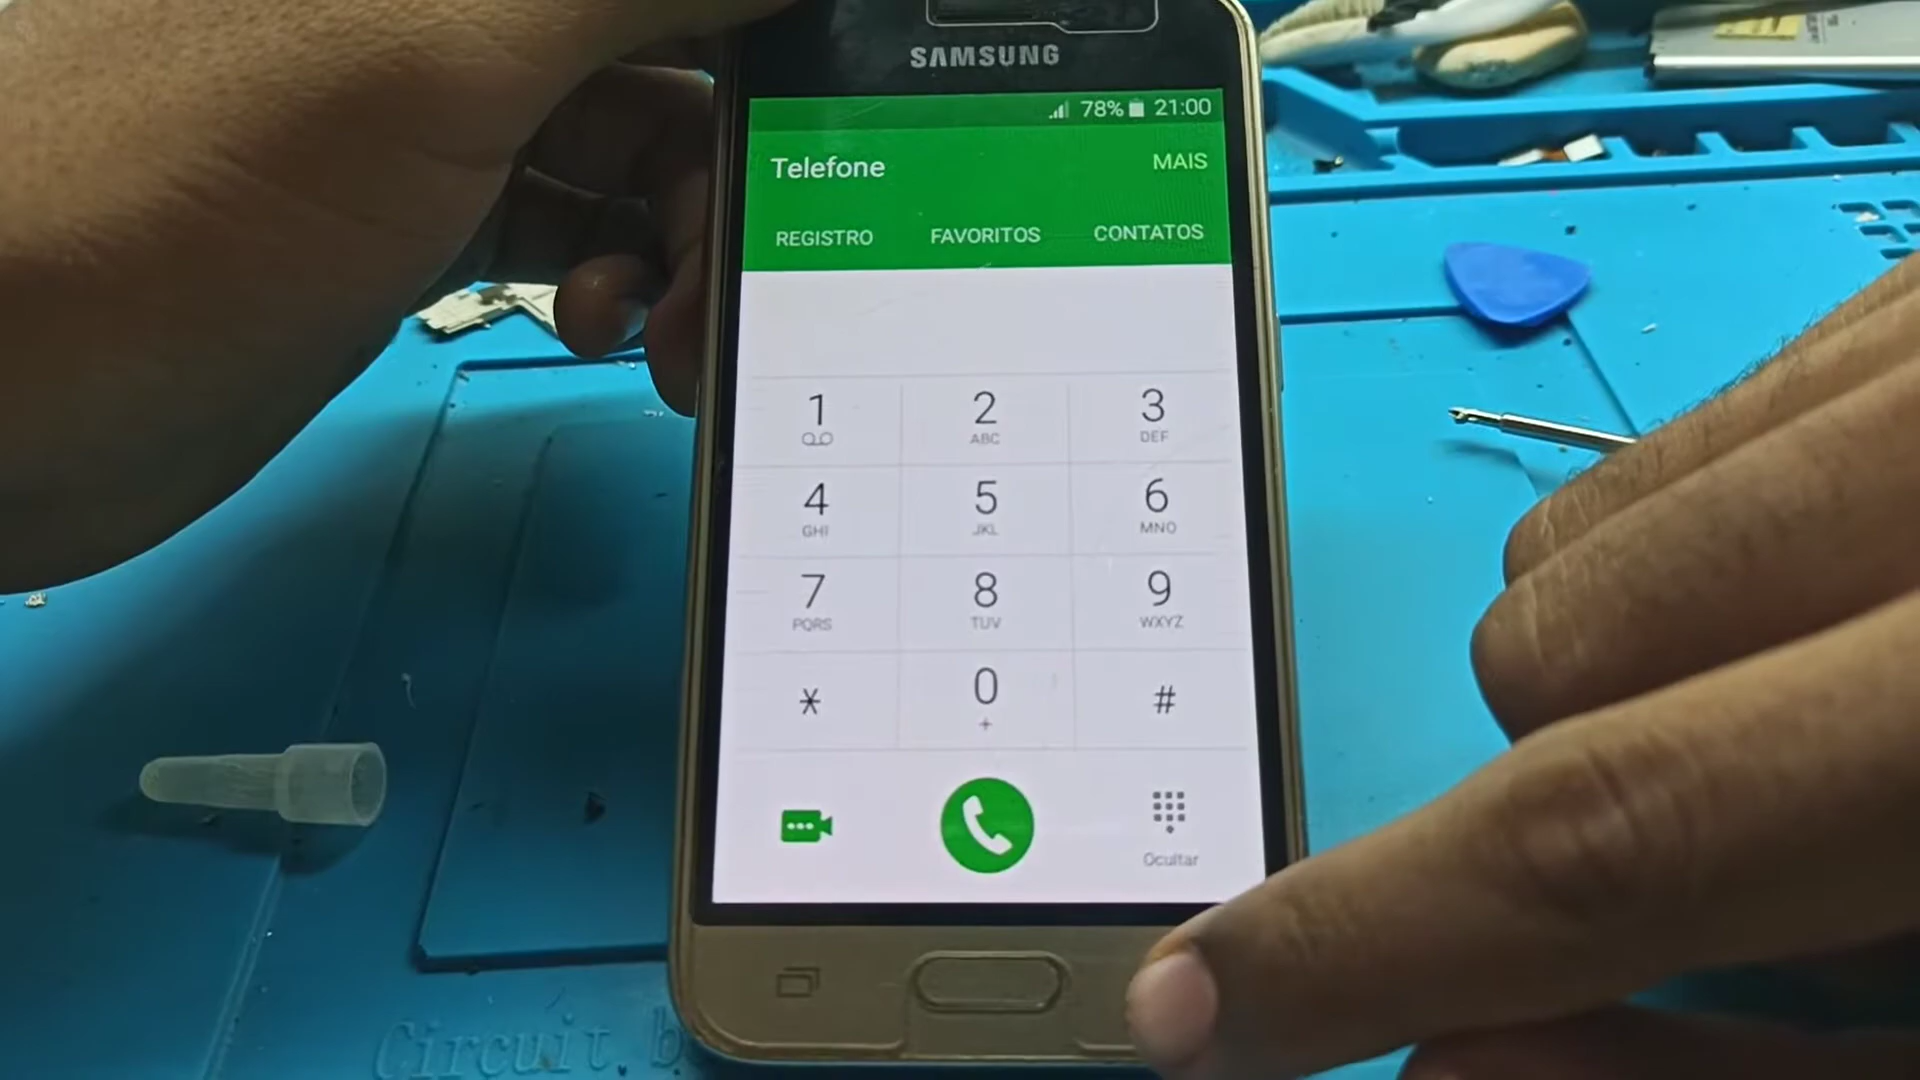 SAMSUNG
78% 21:00
Telefone MAIS
REGISTRO FAVORITOS CONTATOS
1 2 3
ABC DEF
4 5 6
GHI JKL MNO
7 8 9
PQRS TUV WXYZ
* 0 #
+
Ocultar
Circuit b